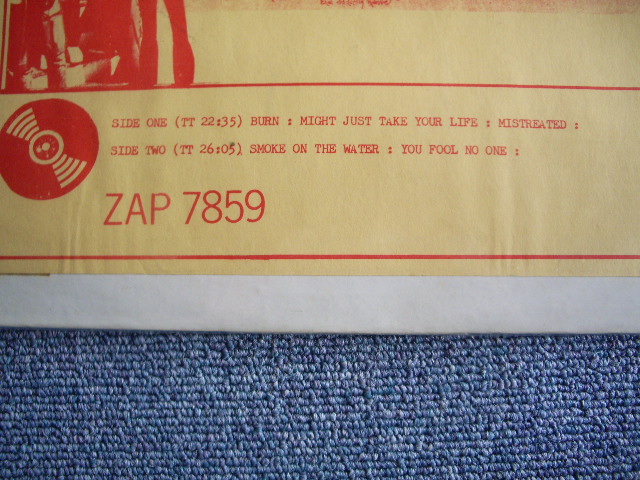 SIDE ONE (TT 22:35) BURN : MIGHT JUST TAKE YOUR LIFE : MISTREATED :
SIDE TWO (TT 26:05) SMOKE ON THE WATER : YOU FOOL NO ONE :
ZAP 7859